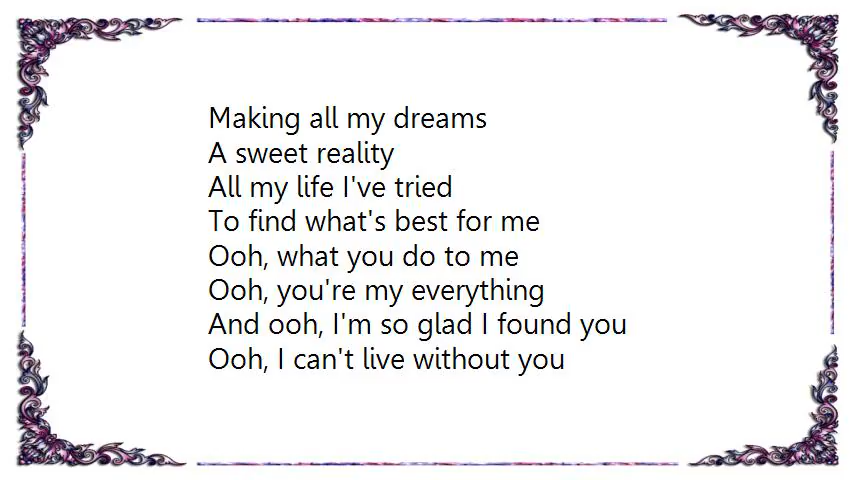 Making all my dreams
A sweet reality
All my life I've tried
To find what's best for me
Ooh, what you do to me
Ooh, you're my everything
And ooh, I'm so glad I found you
Ooh, I can't live without you